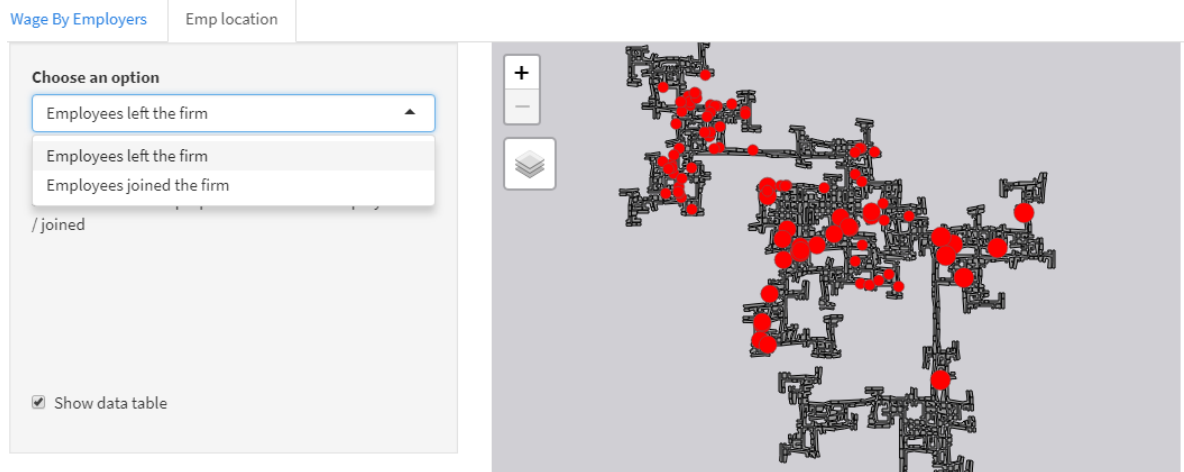 Wage By Employers
Emp location
Choose an option
Employees left the firm
Employees left the firm
Employees joined the firm
/ joined
Show data table
+
−